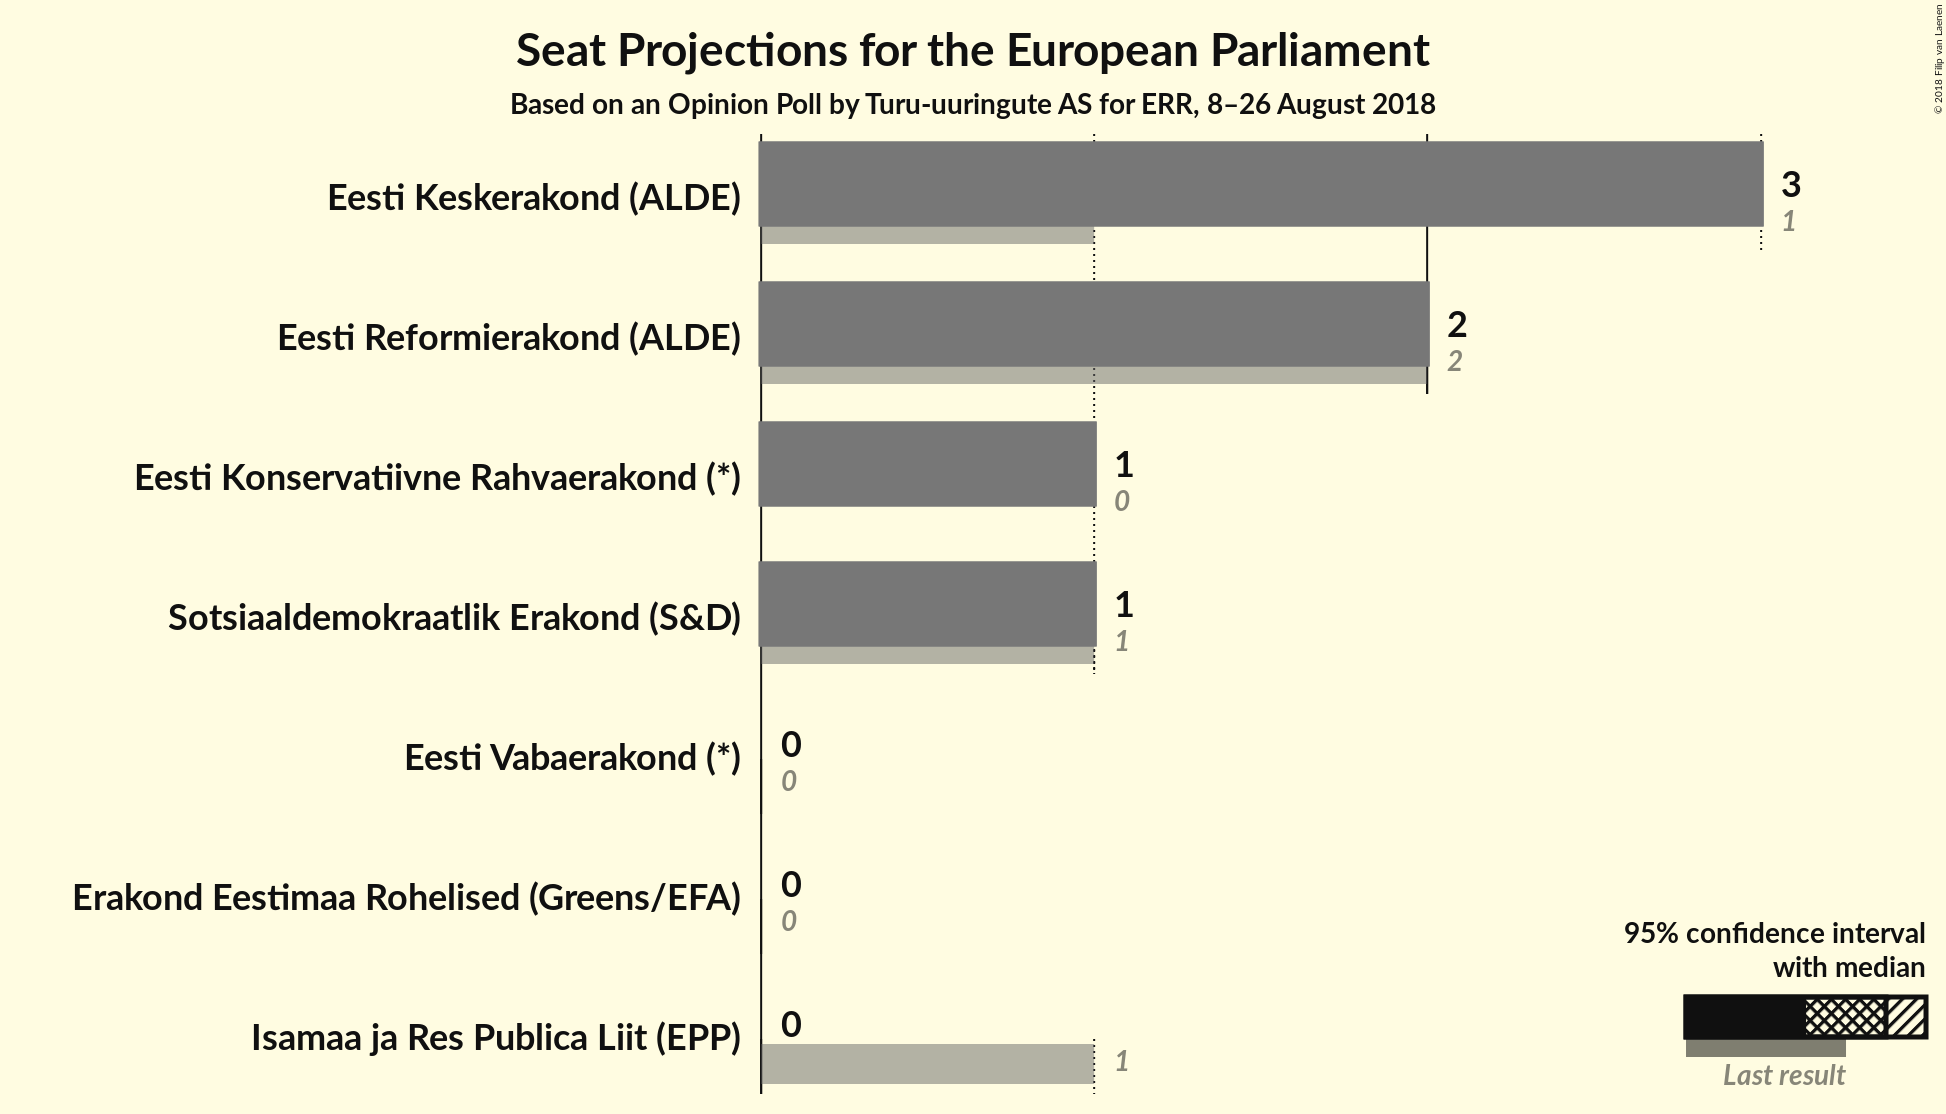 Seat Projections for the European Parliament
Based on an Opinion Poll by Turu-uuringute AS for ERR, 8–26 August 2018
© 2018 Filip van Laenen
Eesti Keskerakond (ALDE)
3
1
Eesti Reformierakond (ALDE)
2
2
Eesti Konservatiivne Rahvaerakond (*)
1
0
Sotsiaaldemokraatlik Erakond (S&D)
1
1
Eesti Vabaerakond (*)
0
0
Erakond Eestimaa Rohelised (Greens/EFA)
0
0
Isamaa ja Res Publica Liit (EPP)
0
1
95% confidence interval
with median
Last result